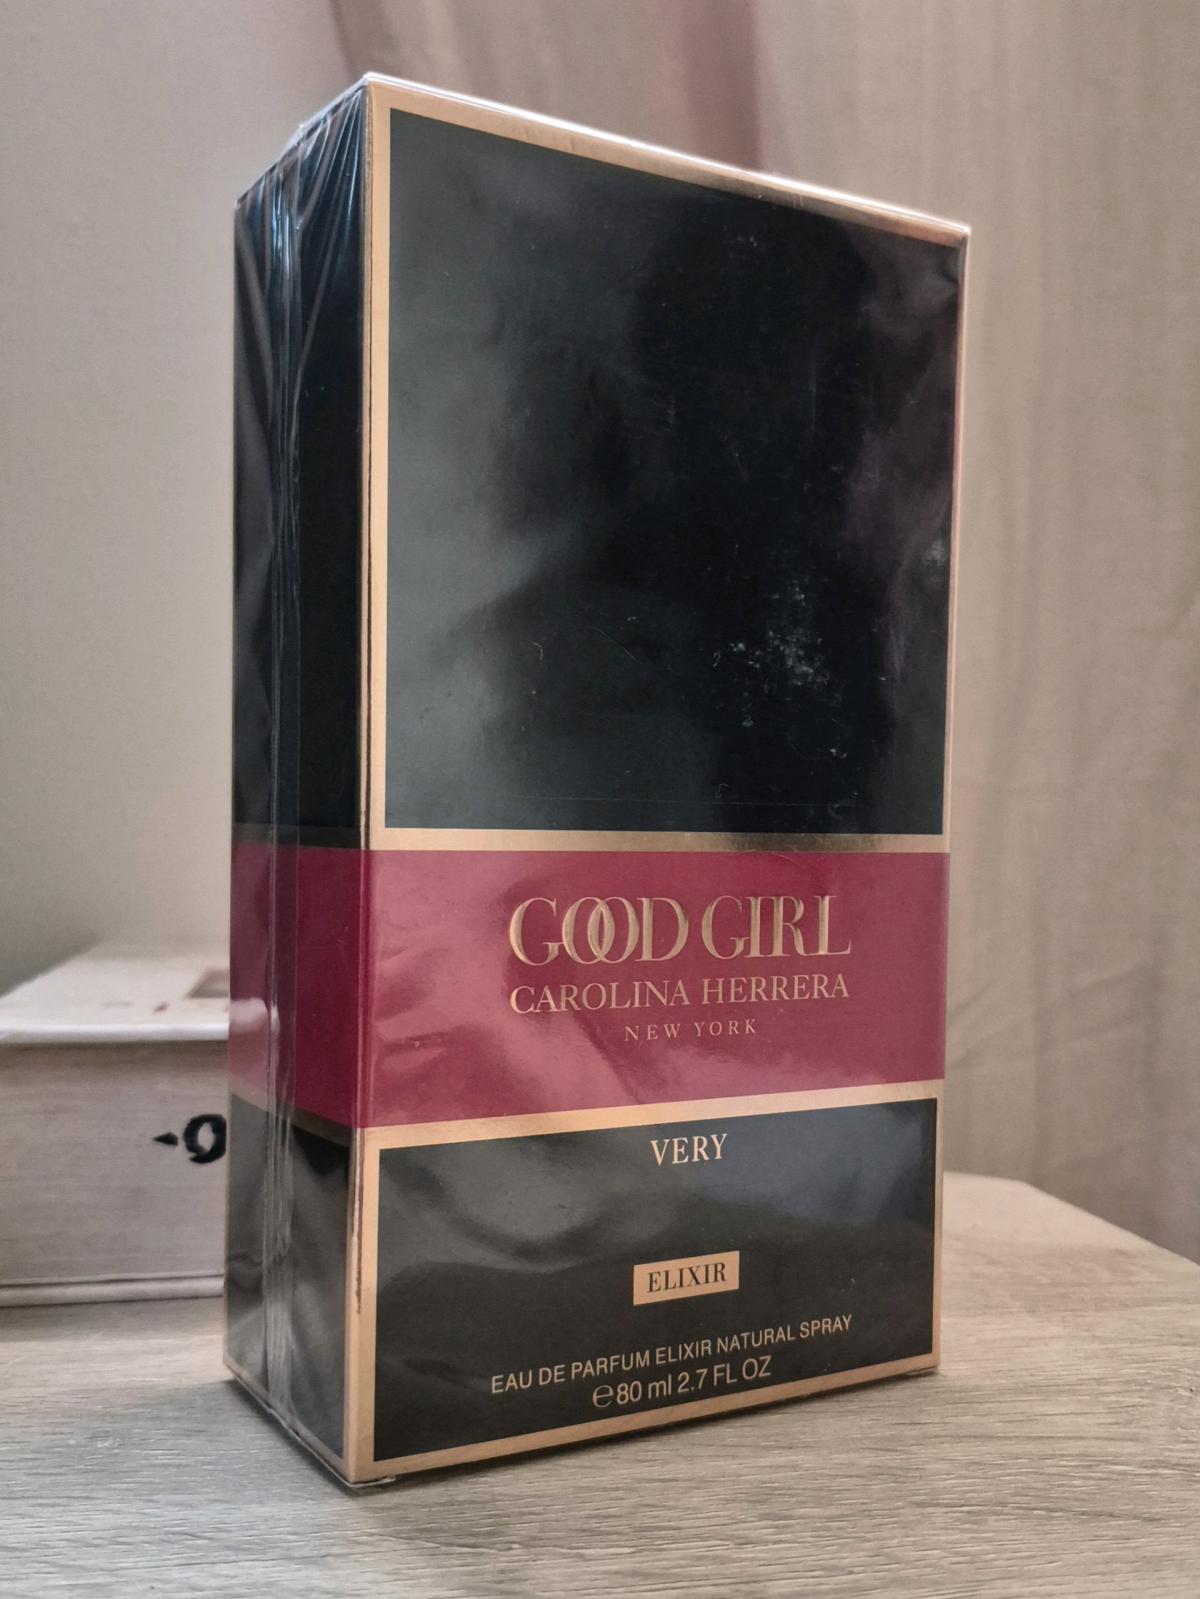 GOOD GIRL
CAROLINA HERRERA
NEW YORK
VERY
ELIXIR
EAU DE PARFUM ELIXIR NATURAL SPRAY
℮80 ml 2.7 FL OZ